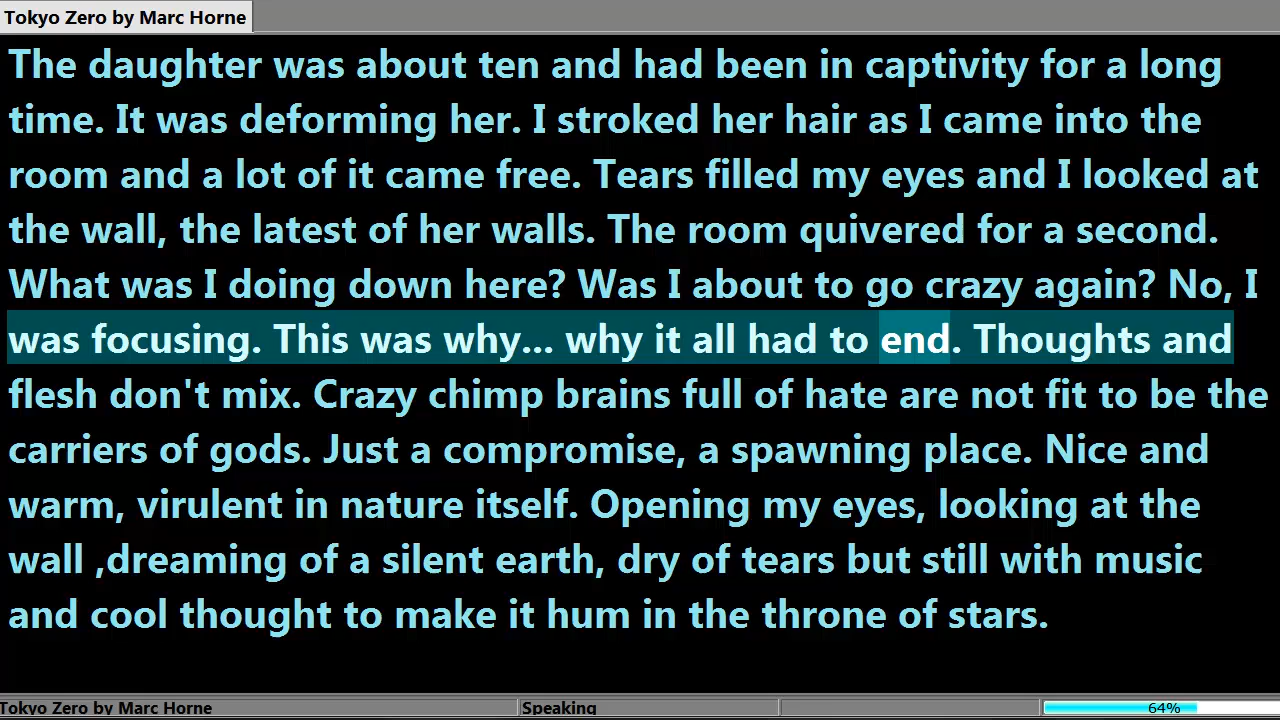 Tokyo Zero by Marc Horne
The daughter was about ten and had been in captivity for a long
time. It was deforming her. I stroked her hair as I came into the
room and a lot of it came free. Tears filled my eyes and I looked at
the wall, the latest of her walls. The room quivered for a second.
What was I doing down here? Was I about to go crazy again? No, I
was focusing. This was why... why it all had to end. Thoughts and
flesh don't mix. Crazy chimp brains full of hate are not fit to be the
carriers of gods. Just a compromise, a spawning place. Nice and
warm, virulent in nature itself. Opening my eyes, looking at the
wall ,dreaming of a silent earth, dry of tears but still with music
and cool thought to make it hum in the throne of stars.
Tokyo Zero by Marc Horne Speaking 64%